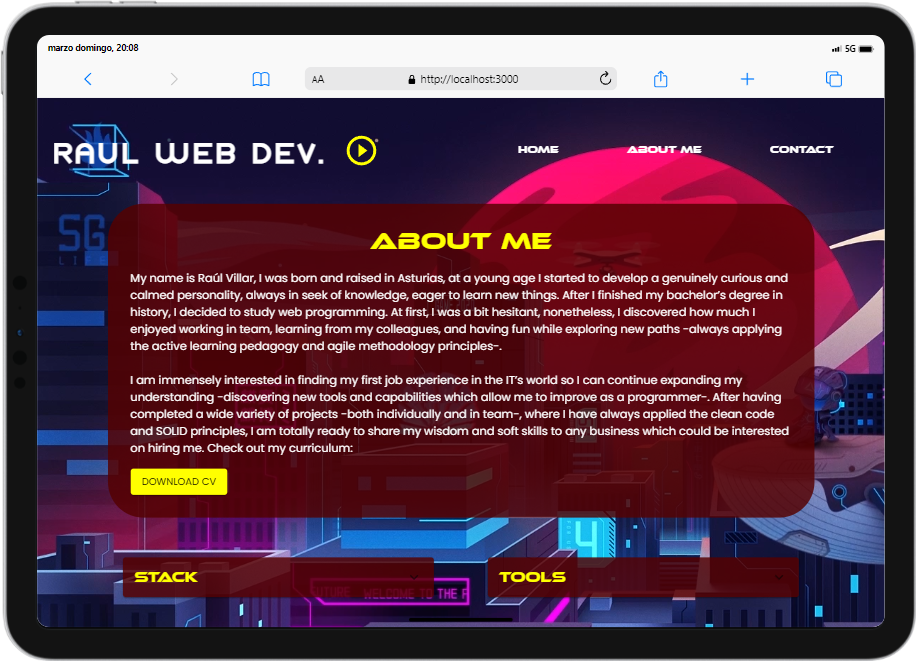 marzo domingo, 20:08
5G
AA
http://localhost:3000
RAUL WEB DEV.
HOME
ABOUT ME
CONTACT
5G
LIFE
ABOUT ME
My name is Raúl Villar, I was born and raised in Asturias, at a young age I started to develop a genuinely curious and
calmed personality, always in seek of knowledge, eager to learn new things. After I finished my bachelor's degree in
history, I decided to study web programming. At first, I was a bit hesitant, nonetheless, I discovered how much I
enjoyed working in team, learning from my colleagues, and having fun while exploring new paths -always applying
the active learning pedagogy and agile methodology principles-.
I am immensely interested in finding my first job experience in the IT's world so I can continue expanding my
understanding -discovering new tools and capabilities which allow me to improve as a programmer-. After having
completed a wide variety of projects -both individually and in team-, where I have always applied the clean code
and SOLID principles, I am totally ready to share my wisdom and soft skills to any business which could be interested
on hiring me. Check out my curriculum:
DOWNLOAD CV
4
STACK
TOOLS
WELCOME TO THE F